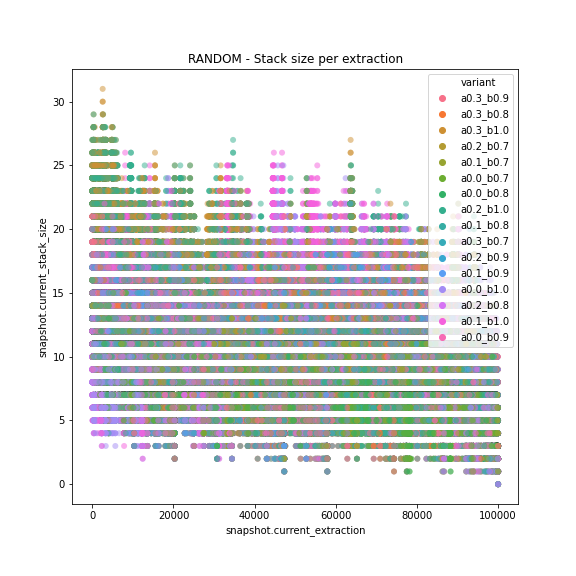 RANDOM - Stack size per extraction
variant
a0.3_b0.9
a0.3_b0.8
a0.3_b1.0
a0.2_b0.7
a0.1_b0.7
a0.0_b0.7
a0.0_b0.8
a0.2_b1.0
a0.1_b0.8
a0.3_b0.7
a0.2_b0.9
a0.1_b0.9
a0.0_b1.0
a0.2_b0.8
a0.1_b1.0
a0.0_b0.9
snapshot.current_stack_size
30
25
20
15
10
5
0
0
20000
40000
60000
80000
100000
snapshot.current_extraction